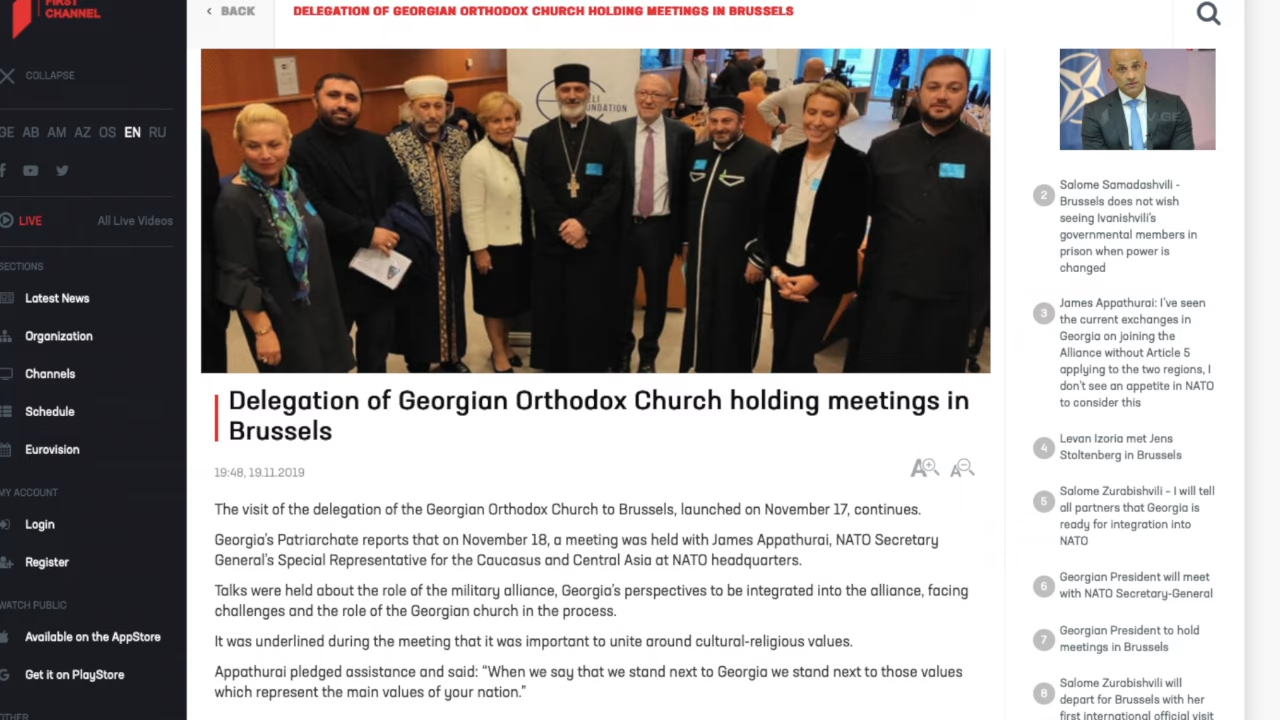 FIRST
CHANNEL
COLLAPSE
GE AB AM AZ OS EN RU
LIVE
All Live Videos
SECTIONS
Latest News
Organization
Channels
Schedule
Eurovision
MY ACCOUNT
Login
Register
WATCH PUBLIC
Available on the AppStore
Get it on PlayStore
OTHER
BACK
DELEGATION OF GEORGIAN ORTHODOX CHURCH HOLDING MEETINGS IN BRUSSELS
Delegation of Georgian Orthodox Church holding meetings in
Brussels
19:48, 19.11.2019
The visit of the delegation of the Georgian Orthodox Church to Brussels, launched on November 17, continues.
Georgia's Patriarchate reports that on November 18, a meeting was held with James Appathurai, NATO Secretary
General's Special Representative for the Caucasus and Central Asia at NATO headquarters.
Talks were held about the role of the military alliance, Georgia's perspectives to be integrated into the alliance, facing
challenges and the role of the Georgian church in the process.
It was underlined during the meeting that it was important to unite around cultural-religious values.
Appathurai pledged assistance and said: “When we say that we stand next to Georgia we stand next to those values
which represent the main values of your nation.”
2
Salome Samadashvili -
Brussels does not wish
seeing Ivanishvili's
governmental members in
prison when power is
changed
3
James Appathurai: I've seen
the current exchanges in
Georgia on joining the
Alliance without Article 5
applying to the two regions, I
don't see an appetite in NATO
to consider this
4
Levan Izoria met Jens
Stoltenberg in Brussels
5
Salome Zurabishvili – I will tell
all partners that Georgia is
ready for integration into
NATO
6
Georgian President will meet
with NATO Secretary-General
7
Georgian President to hold
meetings in Brussels
8
Salome Zurabishvili will
depart for Brussels with her
first international official visit